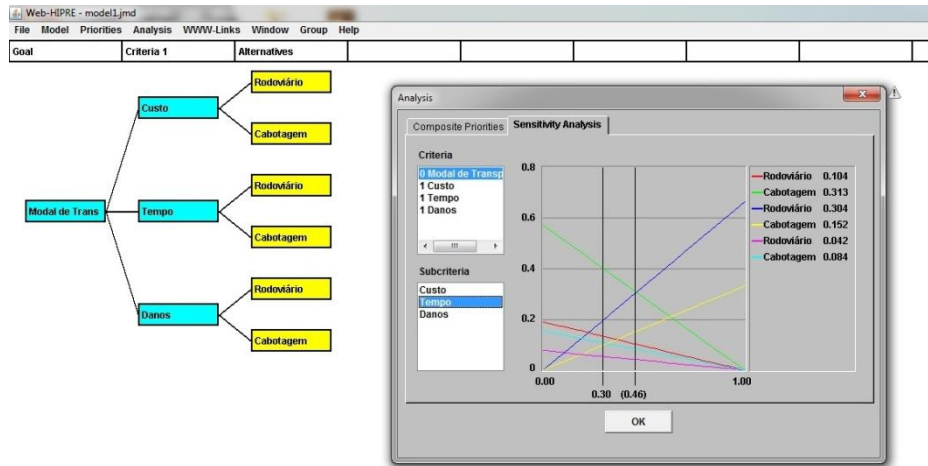 Web-HIPRE - model1.jmd
File Model Priorities Analysis WWW-Links Window Group Help
Goal Criteria 1 Alternatives
Modal de Trans
Custo
Rodoviário
Cabotagem
Tempo
Rodoviário
Cabotagem
Danos
Rodoviário
Cabotagem
Analysis
Composite Priorities Sensitivity Analysis
Criteria
0 Modal de Transp
1 Custo
1 Tempo
1 Danos
Subcriteria
Custo
Tempo
Danos
0.8
0.6
0.4
0.2
0
0.00 1.00
0.30 (0.46)
Rodoviário 0.104
Cabotagem 0.313
Rodoviário 0.304
Cabotagem 0.152
Rodoviário 0.042
Cabotagem 0.084
OK